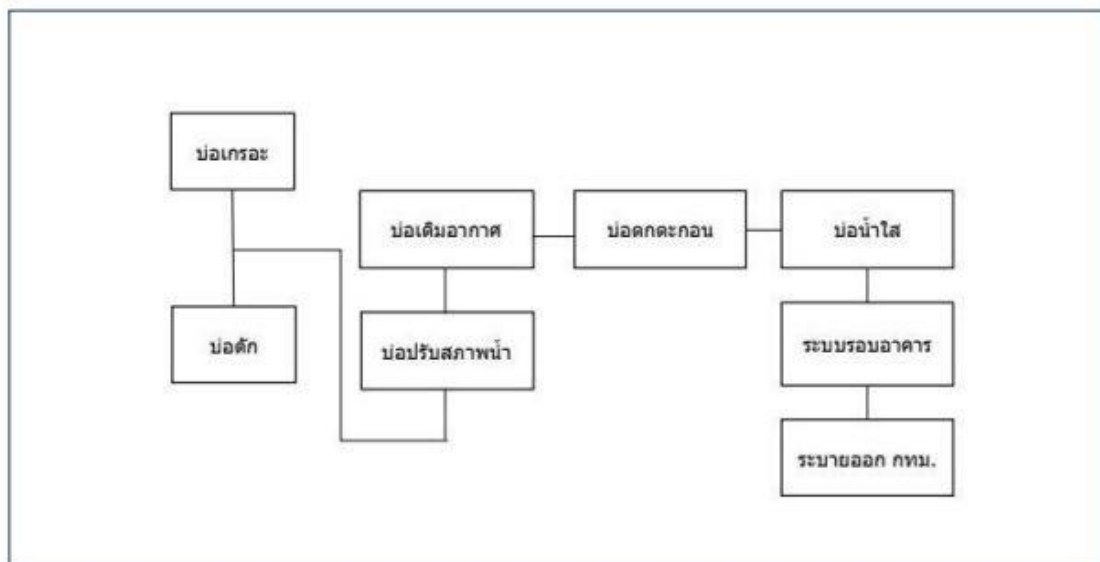 บ่อเกรอะ
บ่อดัก
บ่อปรับสภาพน้ำ
บ่อเติมอากาศ
บ่อตกตะกอน
บ่อน้ำใส
ระบบรอบอาคาร
ระบายออก กทม.